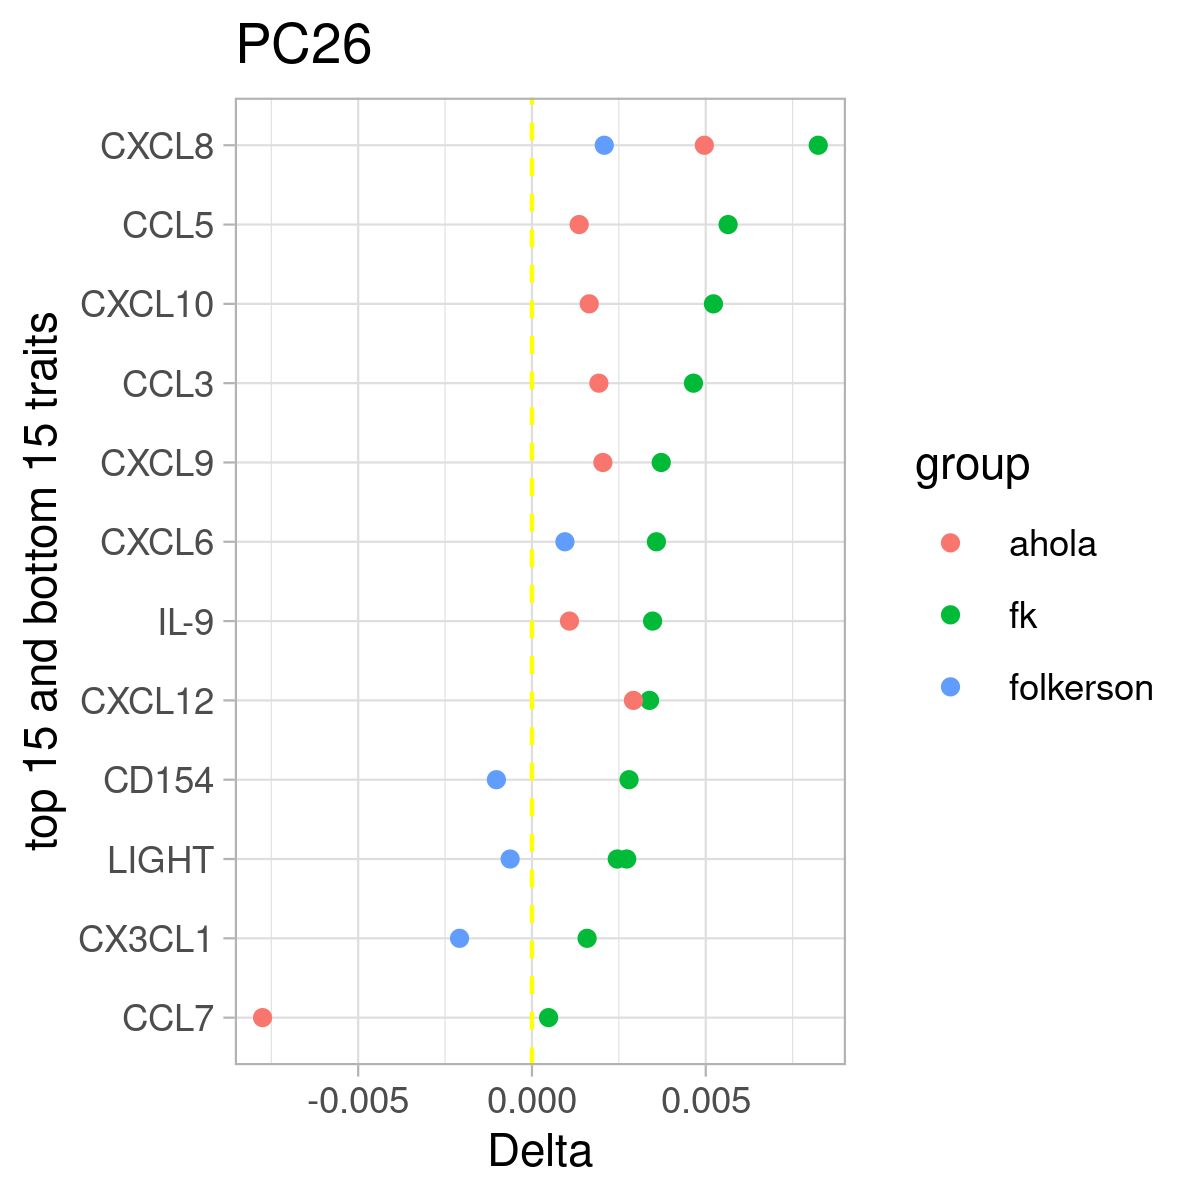 PC26
top 15 and bottom 15 traits
CXCL8
CCL5
CXCL10
CCL3
CXCL9
CXCL6
IL-9
CXCL12
CD154
LIGHT
CX3CL1
CCL7
-0.005 0.000 0.005
Delta
group
ahola
fk
folkerson